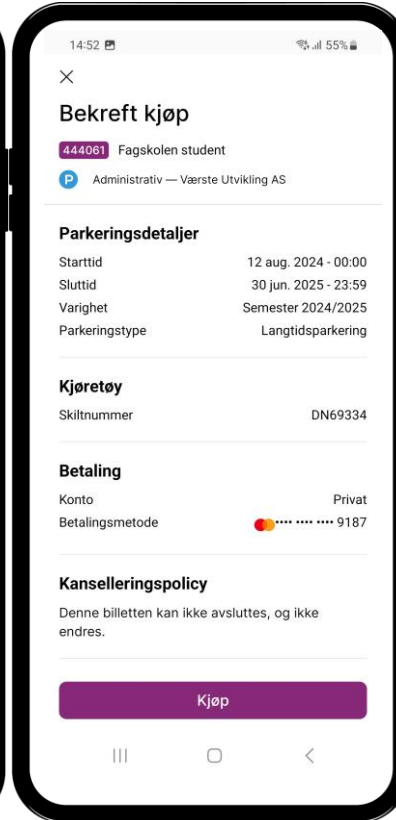 14:52 55%
Bekreft kjøp
444061 Fagskolen student
P Administrativ — Værste Utvikling AS
Parkeringsdetaljer
Starttid 12 aug. 2024 - 00:00
Sluttid 30 jun. 2025 - 23:59
Varighet Semester 2024/2025
Parkeringstype Langtidsparkering
Kjøretøy
Skiltnummer DN69334
Betaling
Konto Privat
Betalingsmetode •••• •••• •••• 9187
Kanselleringspolicy
Denne billetten kan ikke avsluttes, og ikke
endres.
Kjøp